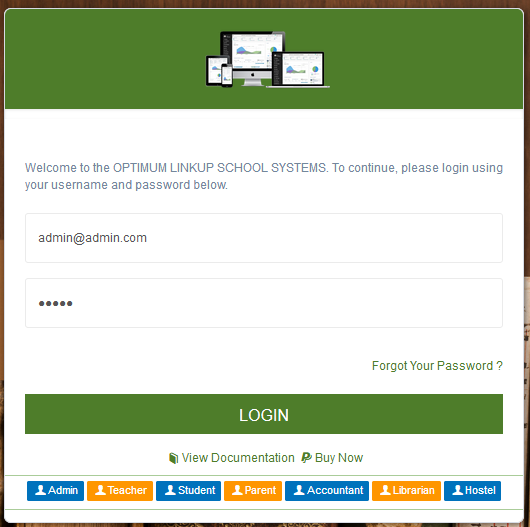 Welcome to the OPTIMUM LINKUP SCHOOL SYSTEMS. To continue, please login using
your username and password below.
admin@admin.com
•••••
Forgot Your Password ?
LOGIN
View Documentation Buy Now
Admin Teacher Student Parent Accountant Librarian Hostel